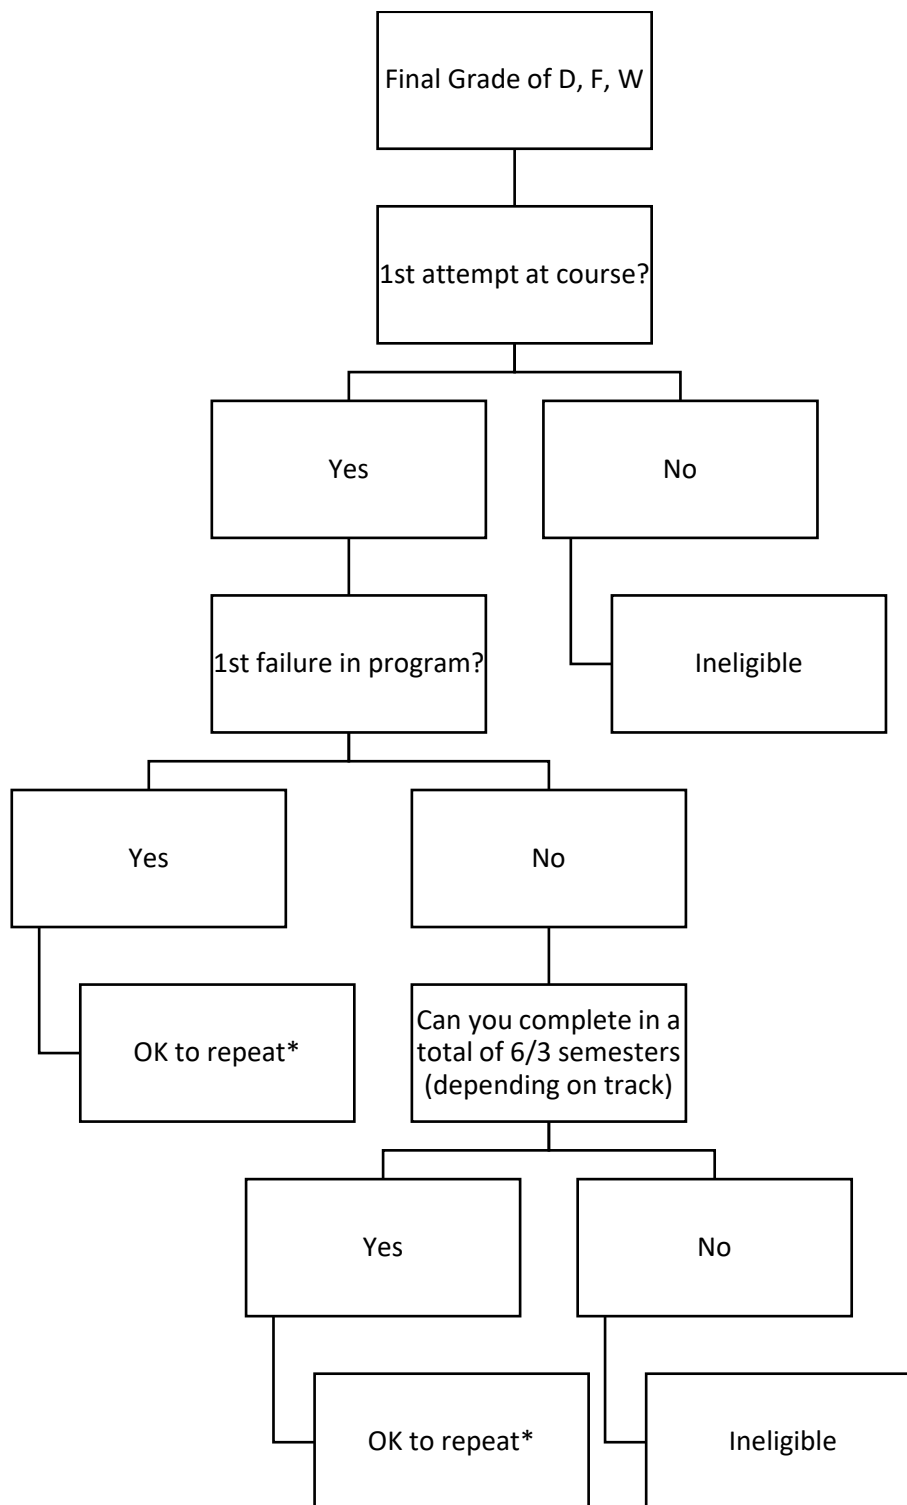 Final Grade of D, F, W
1st attempt at course?
Yes
No
1st failure in program?
Ineligible
Yes
No
OK to repeat*
Can you complete in a
total of 6/3 semesters
(depending on track)
Yes
No
OK to repeat*
Ineligible